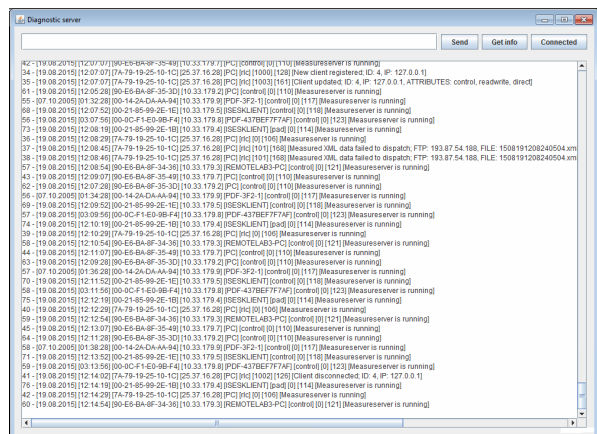 Diagnostic server
Send
Get info
Connected
42 - [19.08.2015] [12:07:07] [90-E6-BA-8F-35-49] [10.33.179.7] [PC] [control] [0] [110] [Measureserver is running]
34 - [19.08.2015] [12:07:07] [7A-79-19-25-10-1C] [25.37.16.28] [PC] [rlc] [1000] [128] [New client registered; ID: 4, IP: 127.0.0.1]
35 - [19.08.2015] [12:07:07] [7A-79-19-25-10-1C] [25.37.16.28] [PC] [rlc] [1003] [161] [Client updated; ID: 4, IP: 127.0.0.1, ATTRIBUTES: control, readwrite, direct]
61 - [19.08.2015] [12:05:28] [90-E6-BA-8F-35-3D] [10.33.179.2] [PC] [control] [0] [110] [Measureserver is running]
55 - [07.10.2005] [01:32:28] [00-14-2A-DA-AA-94] [10.33.179.9] [PDF-3F2-1] [control] [0] [117] [Measureserver is running]
68 - [19.08.2015] [12:07:52] [00-21-85-99-2E-1E] [10.33.179.5] [ISESKLIENT] [control] [0] [118] [Measureserver is running]
56 - [19.08.2015] [03:07:56] [00-0C-F1-E0-9B-F4] [10.33.179.8] [PDF-437BEF7F7AF] [control] [0] [123] [Measureserver is running]
73 - [19.08.2015] [12:08:19] [00-21-85-99-2E-1B] [10.33.179.4] [ISESKLIENT] [pad] [0] [114] [Measureserver is running]
36 - [19.08.2015] [12:08:29] [7A-79-19-25-10-1C] [25.37.16.28] [PC] [rlc] [0] [106] [Measureserver is running]
37 - [19.08.2015] [12:08:45] [7A-79-19-25-10-1C] [25.37.16.28] [PC] [rlc] [101] [168] [Measured XML data failed to dispatch; FTP: 193.87.54.188, FILE: 1508191208240504.xm
38 - [19.08.2015] [12:08:46] [7A-79-19-25-10-1C] [25.37.16.28] [PC] [rlc] [101] [168] [Measured XML data failed to dispatch; FTP: 193.87.54.188, FILE: 1508191208240504.xm
57 - [19.08.2015] [12:08:54] [90-E6-BA-8F-34-36] [10.33.179.3] [REMOTELAB3-PC] [control] [0] [121] [Measureserver is running]
43 - [19.08.2015] [12:09:07] [90-E6-BA-8F-35-49] [10.33.179.7] [PC] [control] [0] [110] [Measureserver is running]
62 - [19.08.2015] [12:07:28] [90-E6-BA-8F-35-3D] [10.33.179.2] [PC] [control] [0] [110] [Measureserver is running]
56 - [07.10.2005] [01:34:28] [00-14-2A-DA-AA-94] [10.33.179.9] [PDF-3F2-1] [control] [0] [117] [Measureserver is running]
69 - [19.08.2015] [12:09:52] [00-21-85-99-2E-1E] [10.33.179.5] [ISESKLIENT] [control] [0] [118] [Measureserver is running]
57 - [19.08.2015] [03:09:56] [00-0C-F1-E0-9B-F4] [10.33.179.8] [PDF-437BEF7F7AF] [control] [0] [123] [Measureserver is running]
74 - [19.08.2015] [12:10:19] [00-21-85-99-2E-1B] [10.33.179.4] [ISESKLIENT] [pad] [0] [114] [Measureserver is running]
39 - [19.08.2015] [12:10:29] [7A-79-19-25-10-1C] [25.37.16.28] [PC] [rlc] [0] [106] [Measureserver is running]
58 - [19.08.2015] [12:10:54] [90-E6-BA-8F-34-36] [10.33.179.3] [REMOTELAB3-PC] [control] [0] [121] [Measureserver is running]
44 - [19.08.2015] [12:11:07] [90-E6-BA-8F-35-49] [10.33.179.7] [PC] [control] [0] [110] [Measureserver is running]
63 - [19.08.2015] [12:09:28] [90-E6-BA-8F-35-3D] [10.33.179.2] [PC] [control] [0] [110] [Measureserver is running]
57 - [07.10.2005] [01:36:28] [00-14-2A-DA-AA-94] [10.33.179.9] [PDF-3F2-1] [control] [0] [117] [Measureserver is running]
70 - [19.08.2015] [12:11:52] [00-21-85-99-2E-1E] [10.33.179.5] [ISESKLIENT] [control] [0] [118] [Measureserver is running]
58 - [19.08.2015] [03:11:56] [00-0C-F1-E0-9B-F4] [10.33.179.8] [PDF-437BEF7F7AF] [control] [0] [123] [Measureserver is running]
75 - [19.08.2015] [12:12:19] [00-21-85-99-2E-1B] [10.33.179.4] [ISESKLIENT] [pad] [0] [114] [Measureserver is running]
40 - [19.08.2015] [12:12:29] [7A-79-19-25-10-1C] [25.37.16.28] [PC] [rlc] [0] [106] [Measureserver is running]
59 - [19.08.2015] [12:12:54] [90-E6-BA-8F-34-36] [10.33.179.3] [REMOTELAB3-PC] [control] [0] [121] [Measureserver is running]
45 - [19.08.2015] [12:13:07] [90-E6-BA-8F-35-49] [10.33.179.7] [PC] [control] [0] [110] [Measureserver is running]
64 - [19.08.2015] [12:11:28] [90-E6-BA-8F-35-3D] [10.33.179.2] [PC] [control] [0] [110] [Measureserver is running]
58 - [07.10.2005] [01:38:28] [00-14-2A-DA-AA-94] [10.33.179.9] [PDF-3F2-1] [control] [0] [117] [Measureserver is running]
71 - [19.08.2015] [12:13:52] [00-21-85-99-2E-1E] [10.33.179.5] [ISESKLIENT] [control] [0] [118] [Measureserver is running]
59 - [19.08.2015] [03:13:56] [00-0C-F1-E0-9B-F4] [10.33.179.8] [PDF-437BEF7F7AF] [control] [0] [123] [Measureserver is running]
41 - [19.08.2015] [12:14:02] [7A-79-19-25-10-1C] [25.37.16.28] [PC] [rlc] [1002] [126] [Client disconnected; ID: 4, IP: 127.0.0.1]
76 - [19.08.2015] [12:14:19] [00-21-85-99-2E-1B] [10.33.179.4] [ISESKLIENT] [pad] [0] [114] [Measureserver is running]
42 - [19.08.2015] [12:14:29] [7A-79-19-25-10-1C] [25.37.16.28] [PC] [rlc] [0] [106] [Measureserver is running]
60 - [19.08.2015] [12:14:54] [90-E6-BA-8F-34-36] [10.33.179.3] [REMOTELAB3-PC] [control] [0] [121] [Measureserver is running]